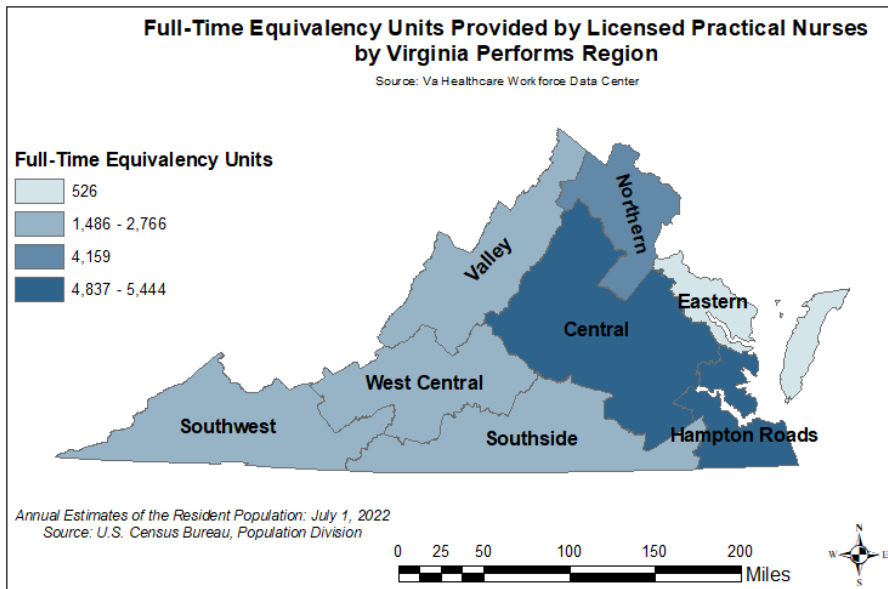 Full-Time Equivalency Units Provided by Licensed Practical Nurses
by Virginia Performs Region
Source: Va Healthcare Workforce Data Center
Full-Time Equivalency Units
526
1,486 - 2,766
4,159
4,837 - 5,444
Northern
Valley
Eastern
Central
West Central
Southwest
Southside
Hampton Roads
Annual Estimates of the Resident Population: July 1, 2022
Source: U.S. Census Bureau, Population Division
0 25 50 100 150 200
Miles
N
W E
S